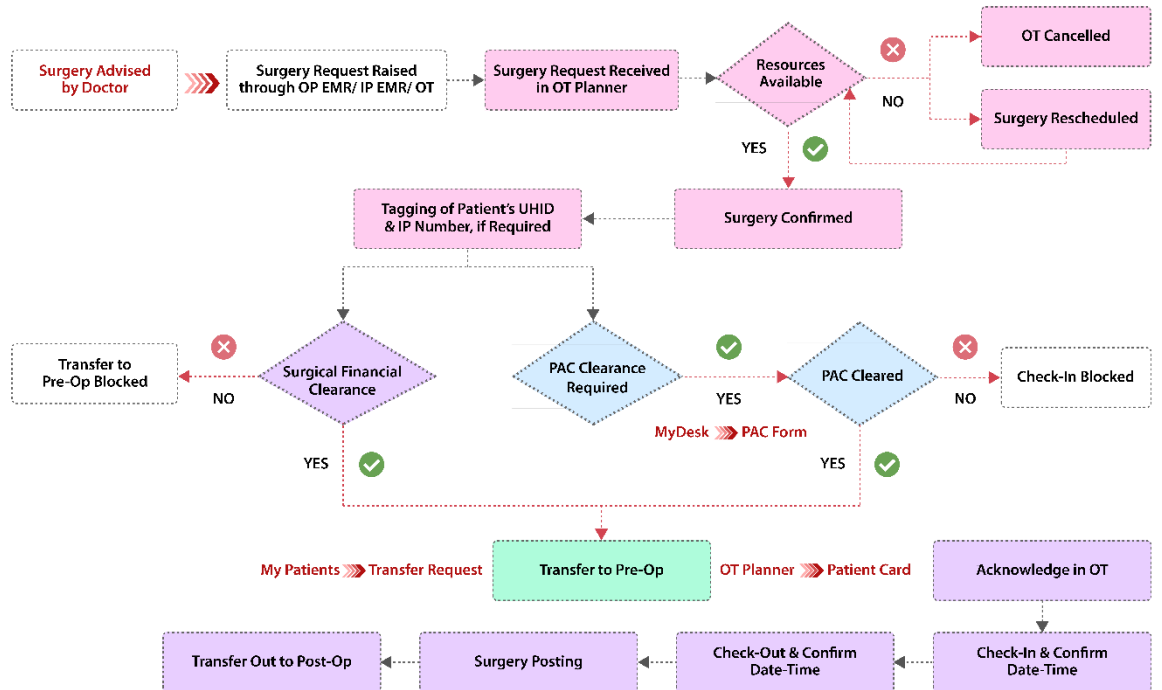 Surgery Advised
by Doctor
Surgery Request Raised
through OP EMR/ IP EMR/ OT
Surgery Request Received
in OT Planner
Resources
Available
NO
OT Cancelled
Surgery Rescheduled
YES
Tagging of Patient's UHID
& IP Number, if Required
Surgery Confirmed
Transfer to
Pre-Op Blocked
NO
Surgical Financial
Clearance
PAC Clearance
Required
YES
PAC Cleared
NO
Check-In Blocked
MyDesk
PAC Form
YES
YES
My Patients
Transfer Request
Transfer to Pre-Op
OT Planner
Patient Card
Acknowledge in OT
Transfer Out to Post-Op
Surgery Posting
Check-Out & Confirm
Date-Time
Check-In & Confirm
Date-Time